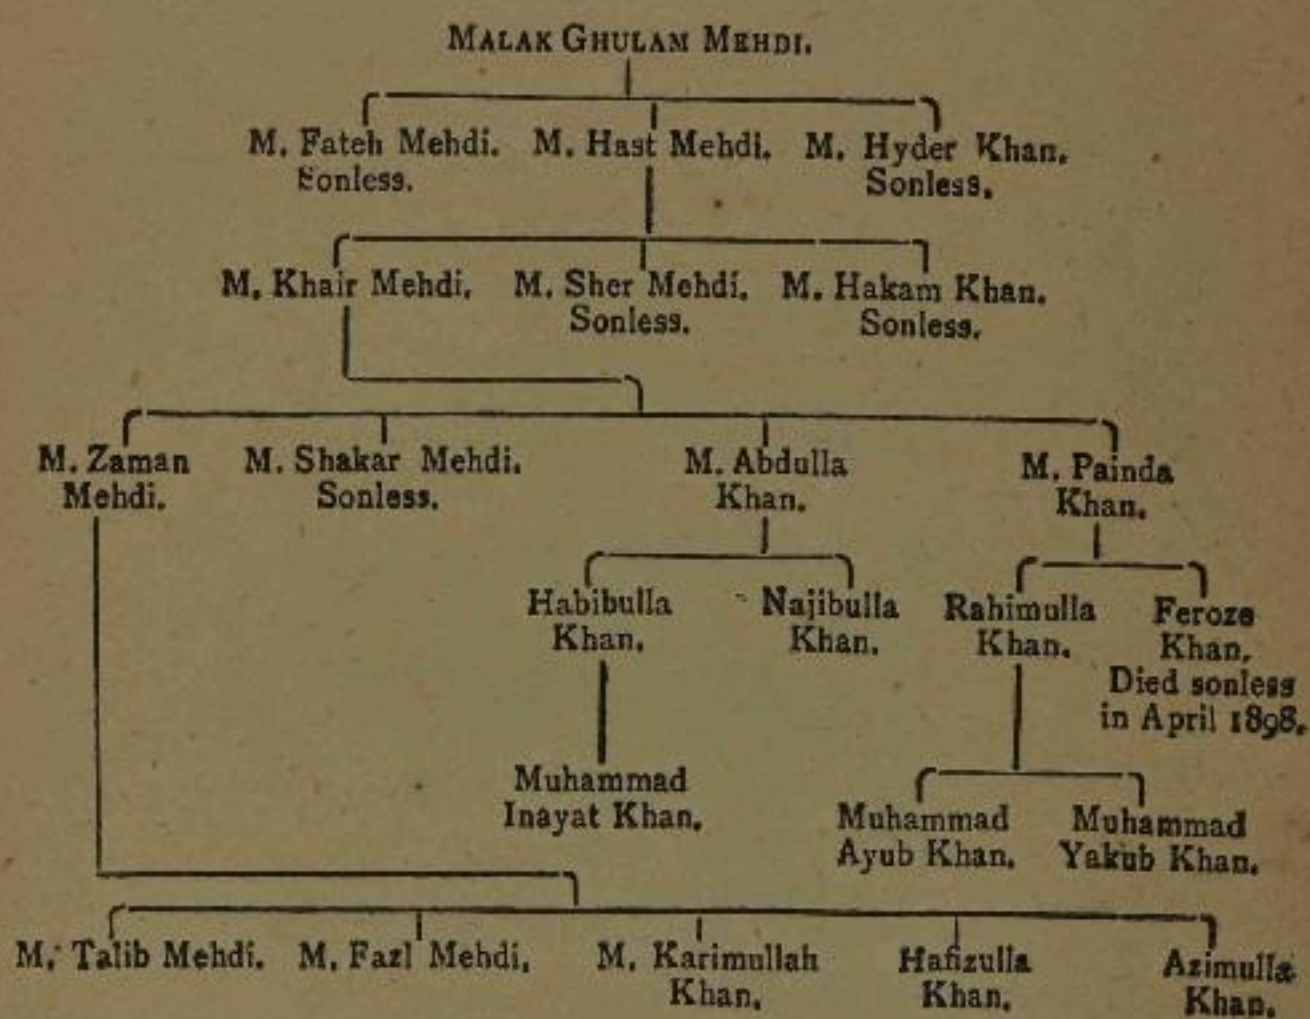 MALAK GHULAM MEHDI.
M. Fateh Mehdi. M. Hast Mehdi. M. Hyder Khan.
Sonless. Sonless.
M. Khair Mehdi. M. Sher Mehdi. M. Hakam Khan.
Sonless. Sonless.
M. Zaman M. Shakar Mehdi. M. Abdulla M. Painda
Mehdi. Sonless. Khan. Khan.
Habibulla Najibulla Rahimulla Feroze
Khan. Khan. Khan. Khan.
Died sonless
in April 1898.
Muhammad
Inayat Khan.
Muhammad Muhammad
Ayub Khan. Yakub Khan.
M. Talib Mehdi. M. Fazl Mehdi. M. Karimullah Hafizulla Azimulla
Khan. Khan. Khan.